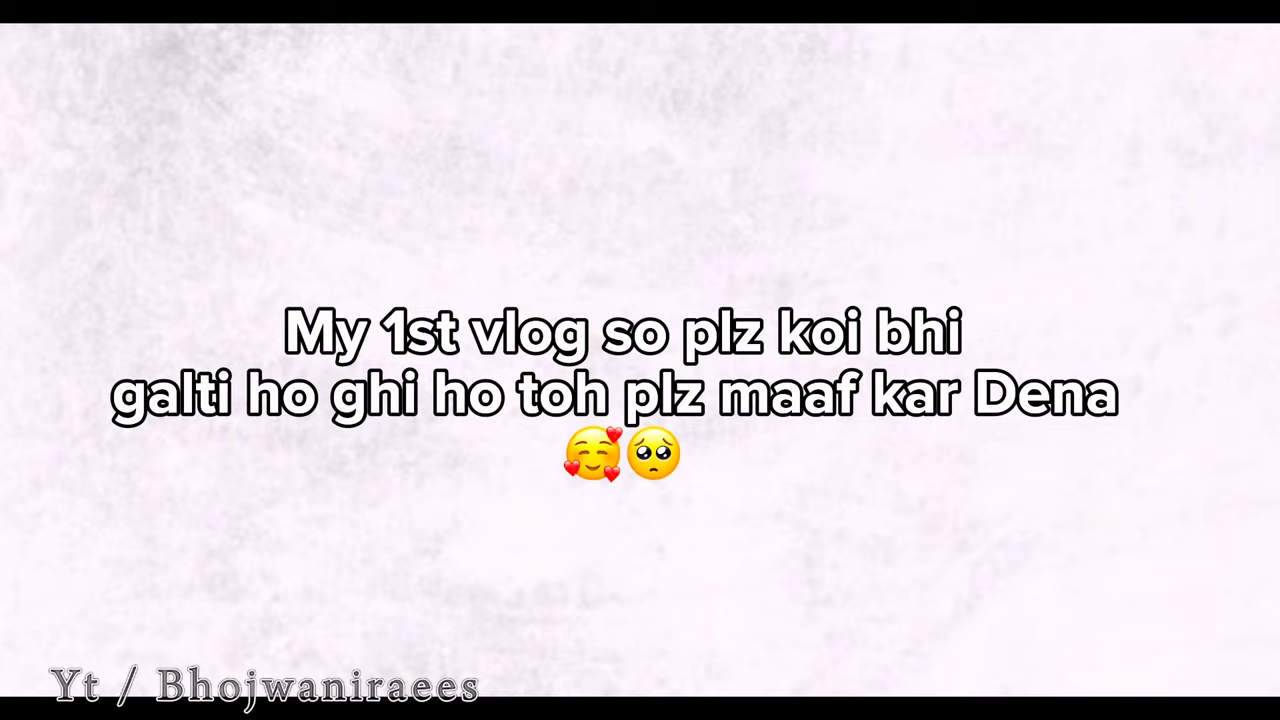 My 1st vlog so plz koi bhi
galti ho ghi ho toh plz maaf kar Dena
🥰🥺
Yt / Bhojwaniraees